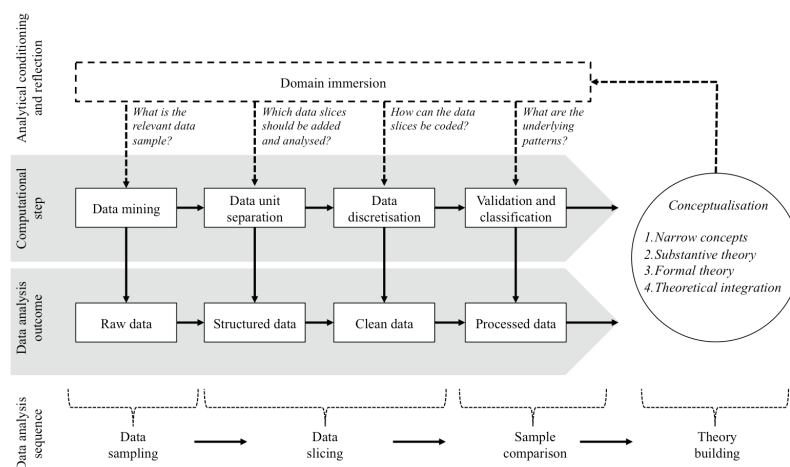 Analytical conditioning
and reflection
Domain immersion
What is the
relevant data
sample?
Which data slices
should be added
and analysed?
How can the data
slices be coded?
What are the
underlying
patterns?
Computational
step
Data mining
Data unit
separation
Data
discretisation
Validation and
classification
Conceptualisation
1.Narrow concepts
2.Substantive theory
3.Formal theory
4.Theoretical integration
Data analysis
outcome
Raw data
Structured data
Clean data
Processed data
Data analysis
sequence
Data
sampling
Data
slicing
Sample
comparison
Theory
building